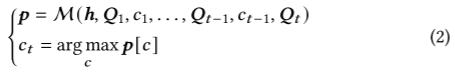 p = M(h, Q₁, c₁, . . . , Qₜ₋₁, cₜ₋₁, Qₜ)
cₜ = arg max p[c]
c
(2)